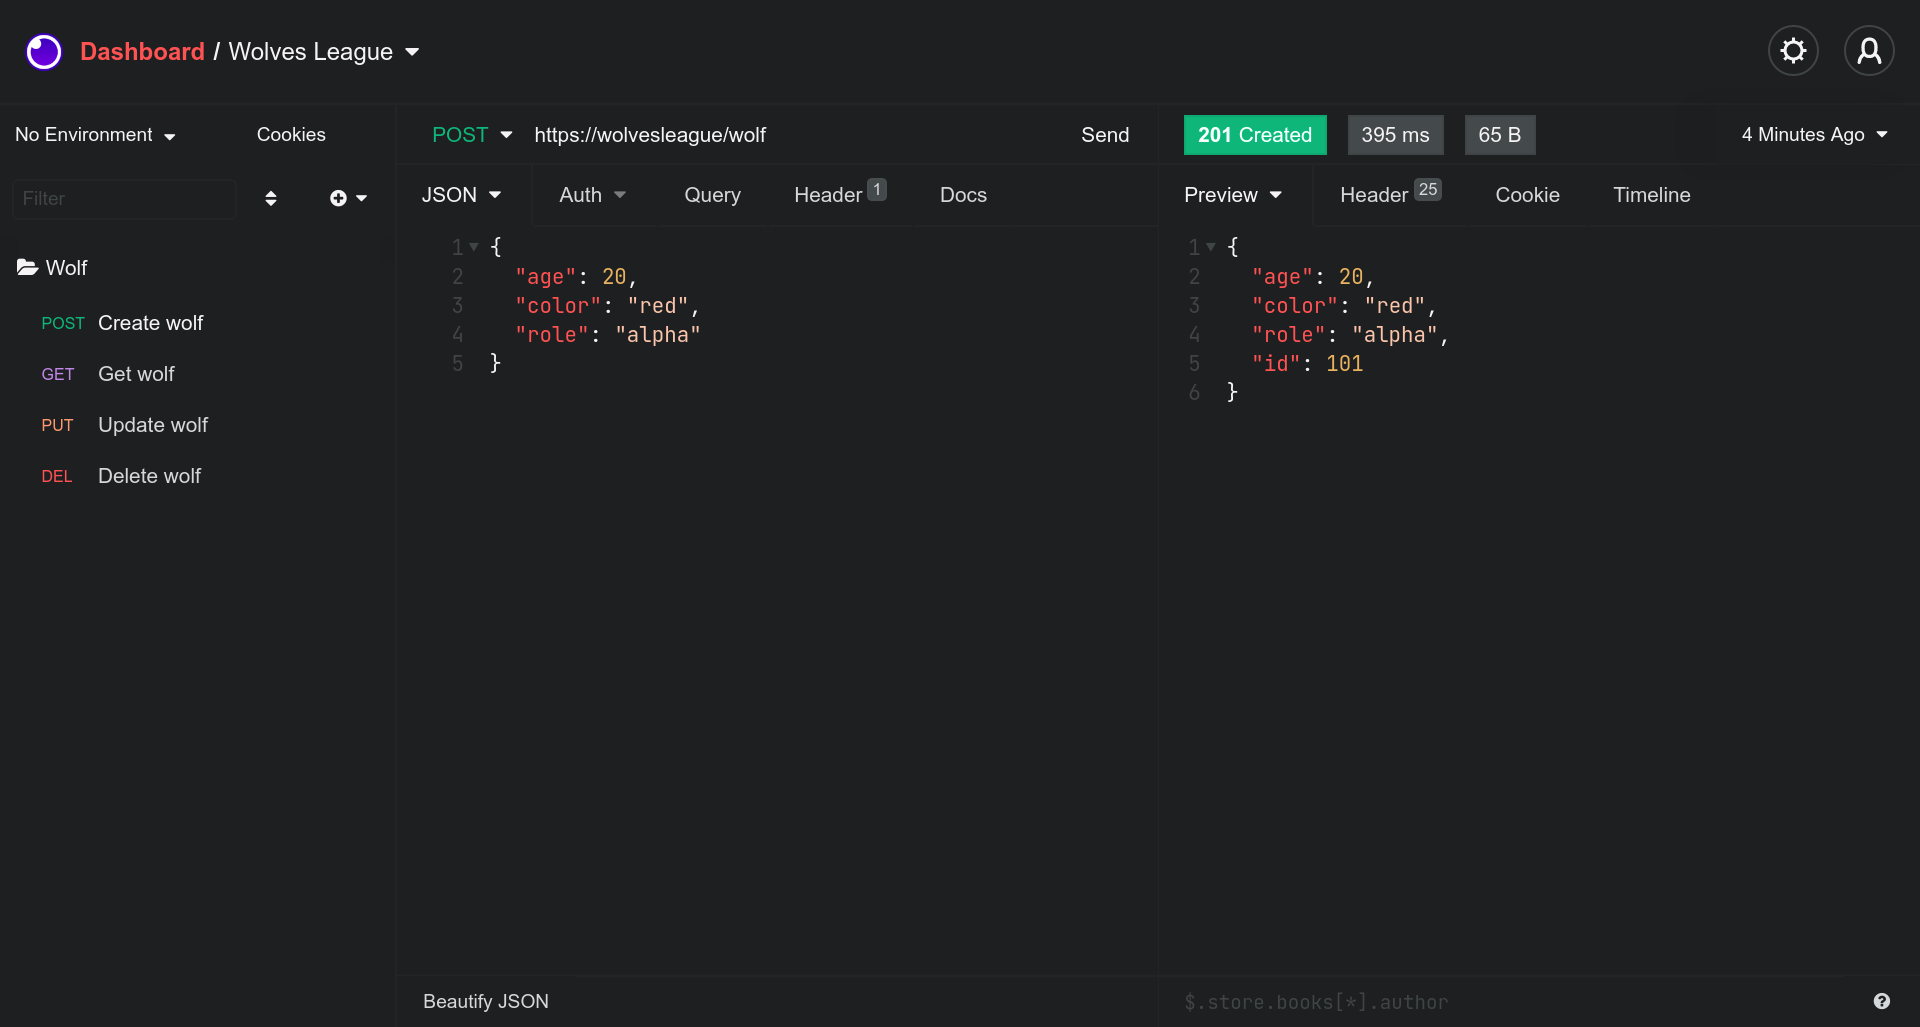 Dashboard / Wolves League
No Environment
Cookies
Filter
Wolf
POST Create wolf
GET Get wolf
PUT Update wolf
DEL Delete wolf
POST https://wolvesleague/wolf Send
JSON Auth Query Header 1 Docs
1 {
2 "age": 20,
3 "color": "red",
4 "role": "alpha"
5 }
Beautify JSON
201 Created 395 ms 65 B 4 Minutes Ago
Preview Header 25 Cookie Timeline
1 {
2 "age": 20,
3 "color": "red",
4 "role": "alpha",
5 "id": 101
6 }
$.store.books[*].author